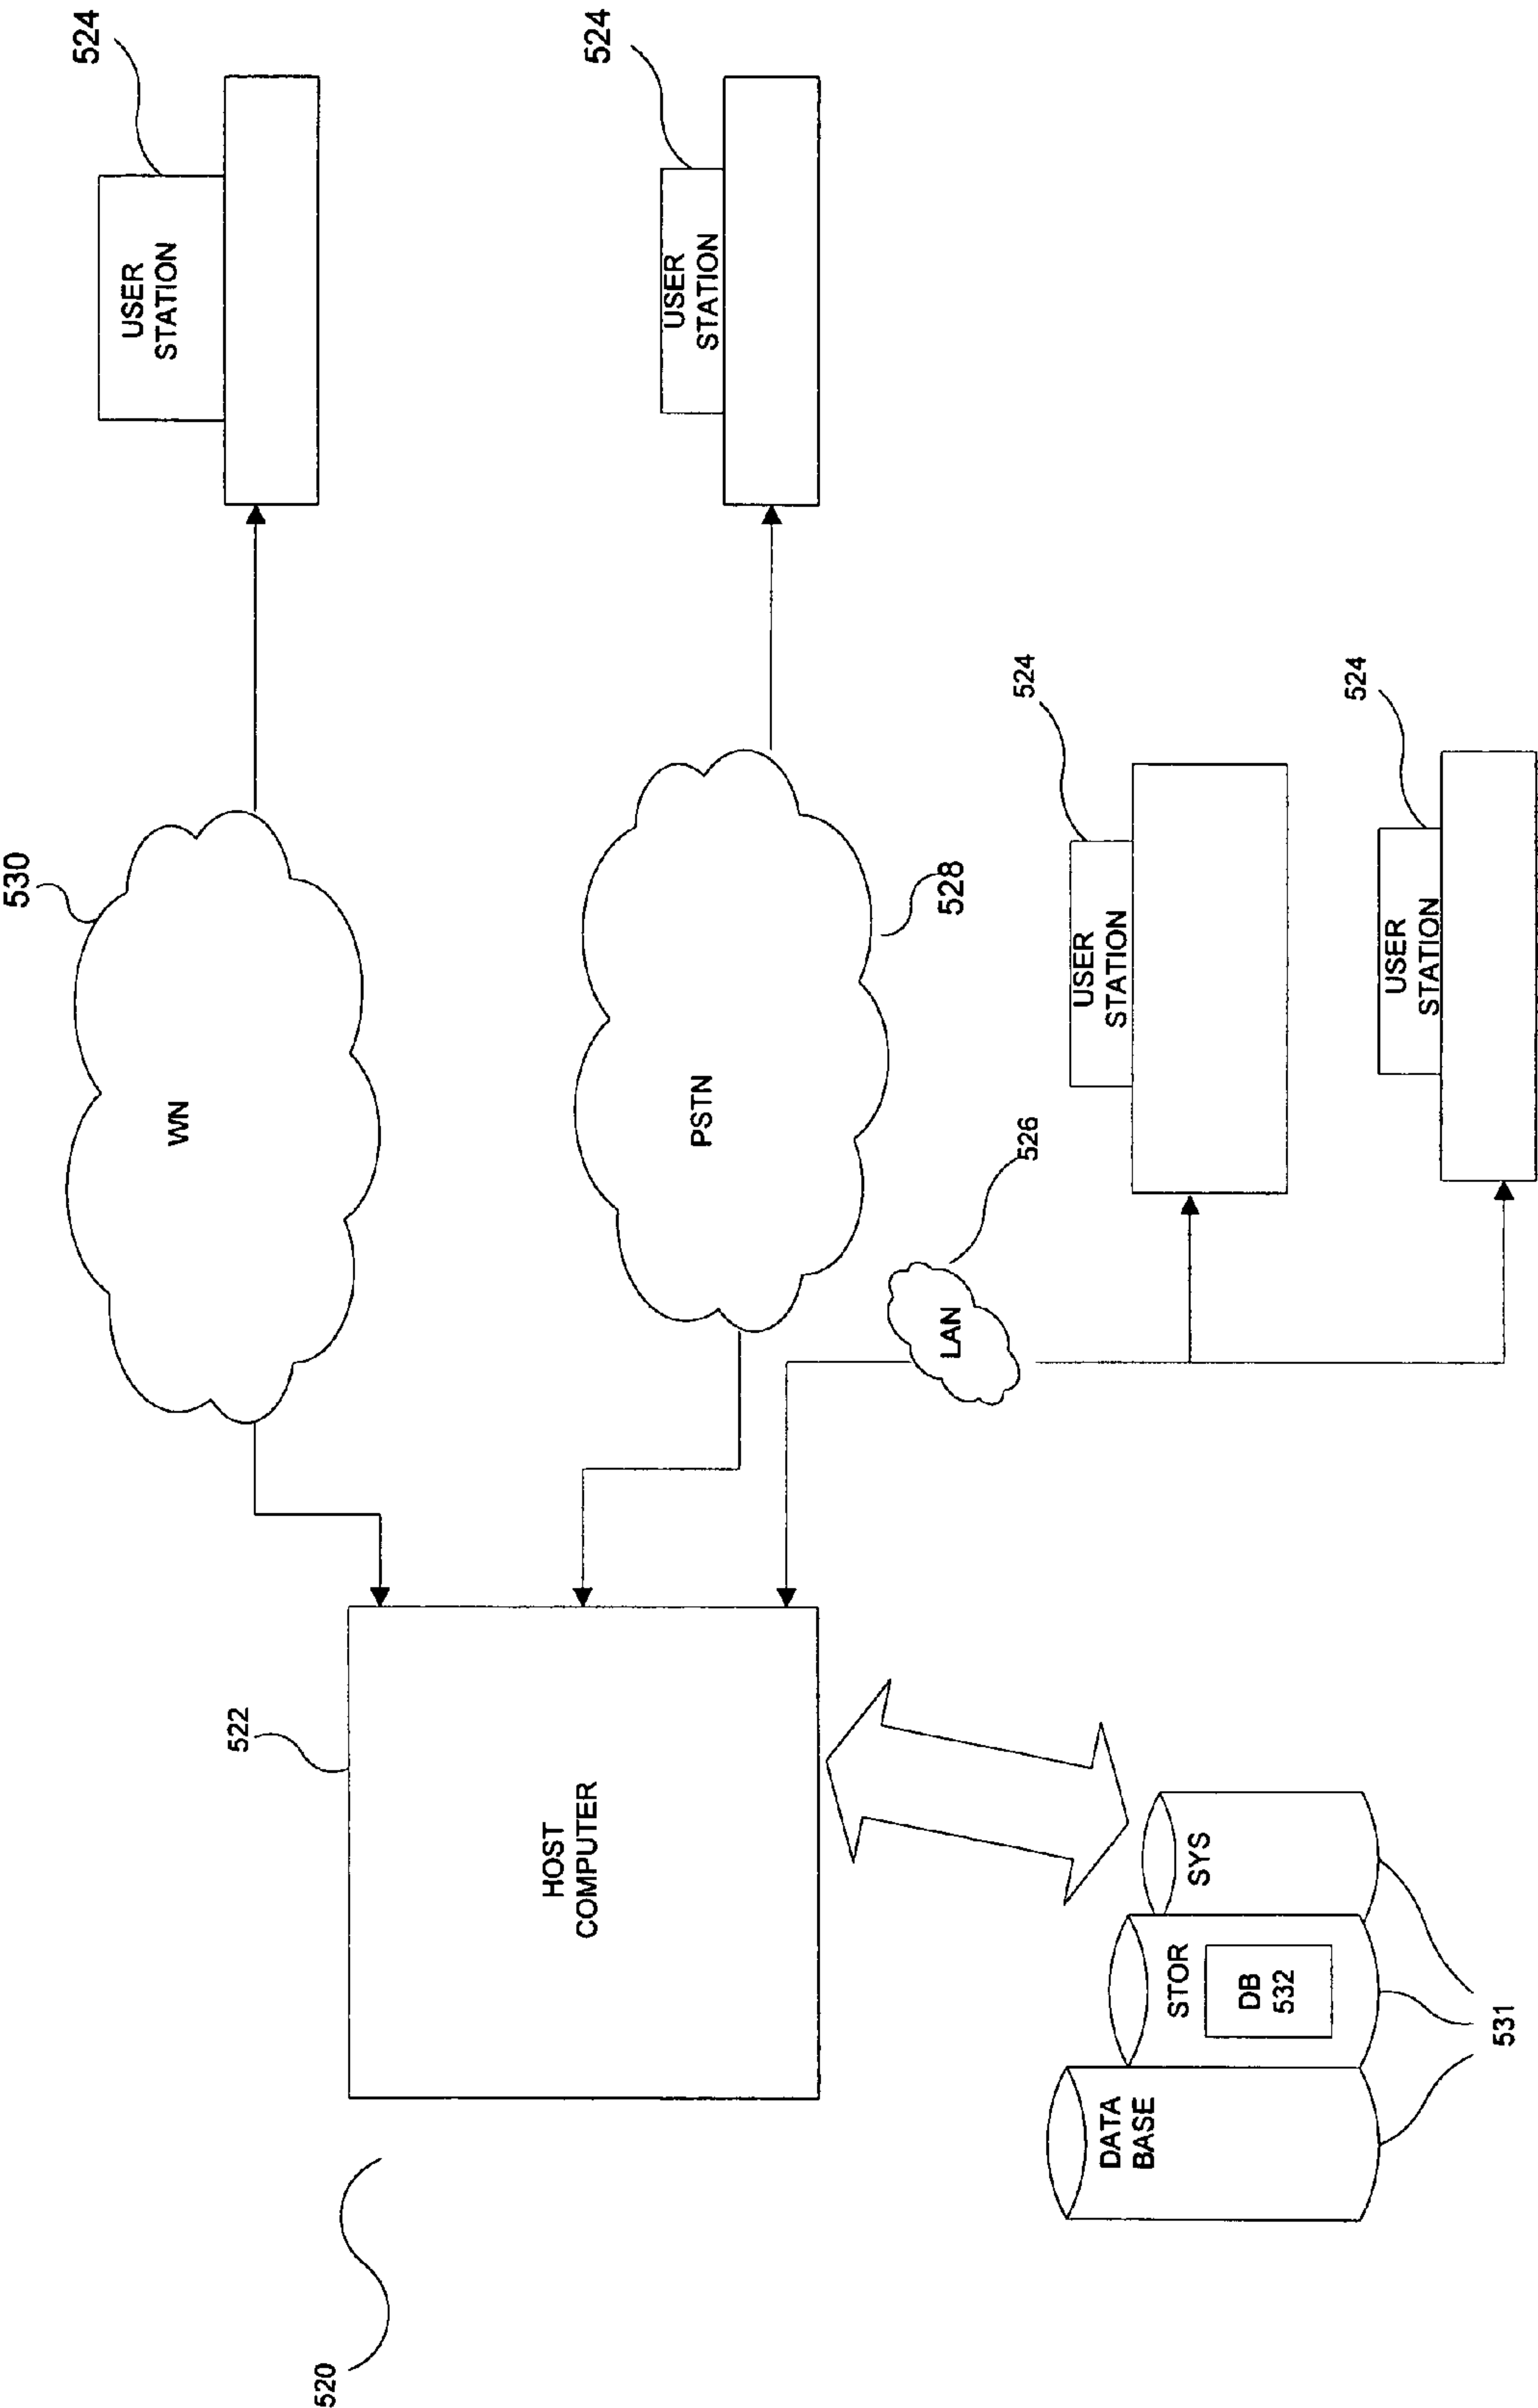 530
524
USER
STATION
WN
522
520
HOST
COMPUTER
524
USER
STATION
PSTN
528
LAN
526
524
USER
STATION
DATA
BASE
STOR
SYS
DB
532
524
USER
STATION
531